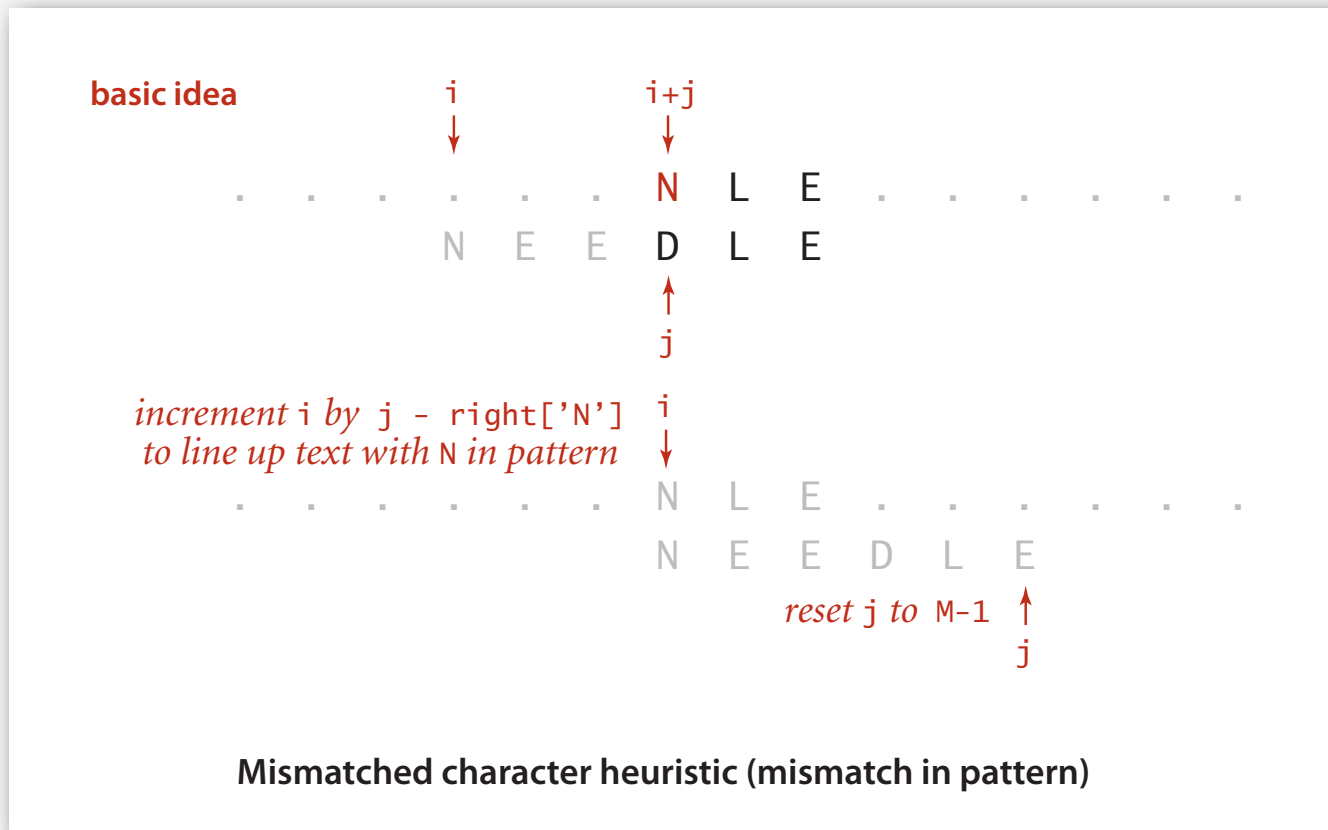 basic idea i i+j
. . . . . . N L E . . . . . .
N E E D L E
j
increment i by j - right['N'] i
to line up text with N in pattern
. . . . . . N L E . . . . . .
N E E D L E
reset j to M-1
j
Mismatched character heuristic (mismatch in pattern)